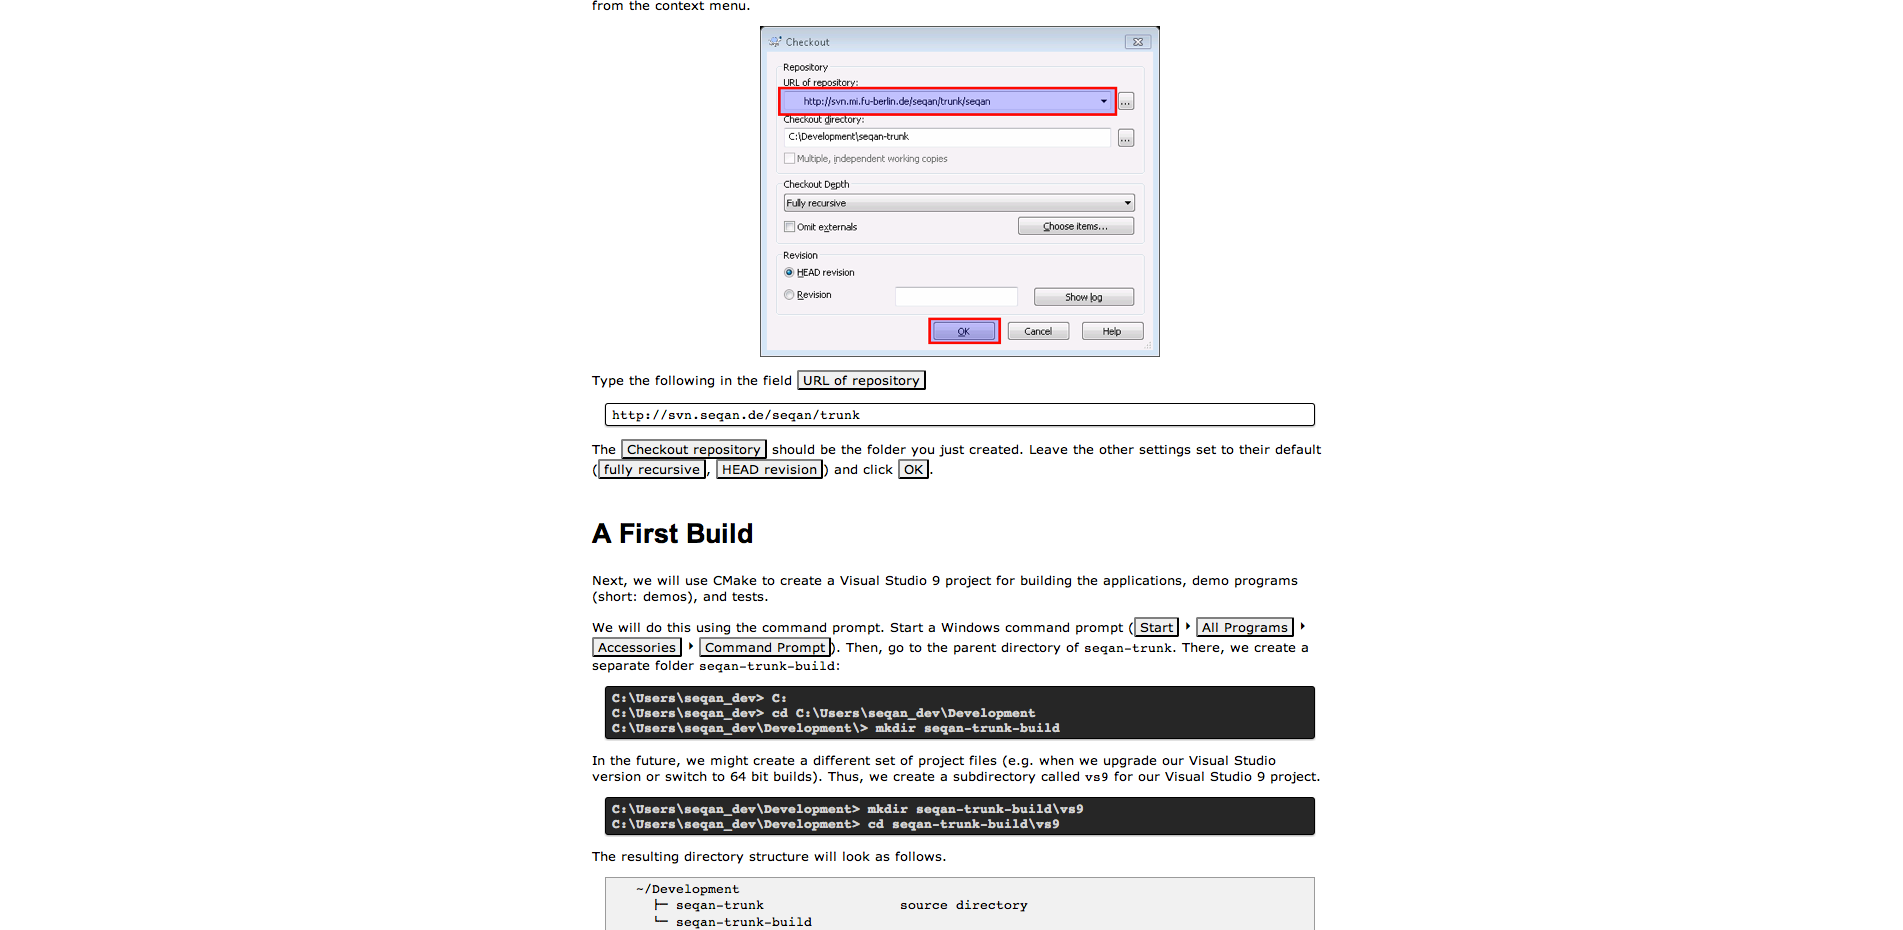 from the context menu.
Checkout
Repository
URL of repository:
http://svn.mi.fu-berlin.de/seqan/trunk/seqan
...
Checkout directory:
C:\Development\seqan-trunk
...
Multiple, independent working copies
Checkout Depth
Fully recursive
Omit externals
Choose items...
Revision
HEAD revision
Revision
Show log
OK
Cancel
Help
Type the following in the field URL of repository
http://svn.seqan.de/seqan/trunk
The Checkout repository should be the folder you just created. Leave the other settings set to their default
(fully recursive, HEAD revision) and click OK.
A First Build
Next, we will use CMake to create a Visual Studio 9 project for building the applications, demo programs
(short: demos), and tests.
We will do this using the command prompt. Start a Windows command prompt (Start ‣ All Programs ‣
Accessories ‣ Command Prompt). Then, go to the parent directory of seqan-trunk. There, we create a
separate folder seqan-trunk-build:
C:\Users\seqan_dev> C:
C:\Users\seqan_dev> cd C:\Users\seqan_dev\Development
C:\Users\seqan_dev\Development\> mkdir seqan-trunk-build
In the future, we might create a different set of project files (e.g. when we upgrade our Visual Studio
version or switch to 64 bit builds). Thus, we create a subdirectory called vs9 for our Visual Studio 9 project.
C:\Users\seqan_dev\Development> mkdir seqan-trunk-build\vs9
C:\Users\seqan_dev\Development> cd seqan-trunk-build\vs9
The resulting directory structure will look as follows.
~/Development
├─ seqan-trunk source directory
└─ seqan-trunk-build